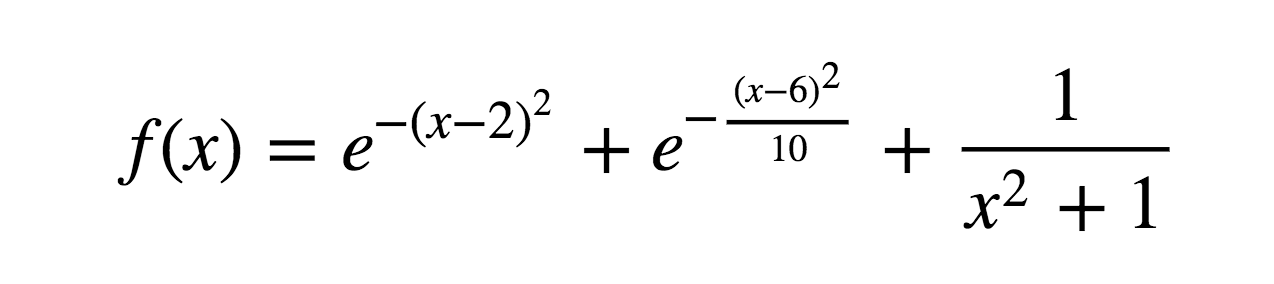 f(x) = e^{-(x-2)^2} + e^{-\frac{(x-6)^2}{10}} + \frac{1}{x^2 + 1}